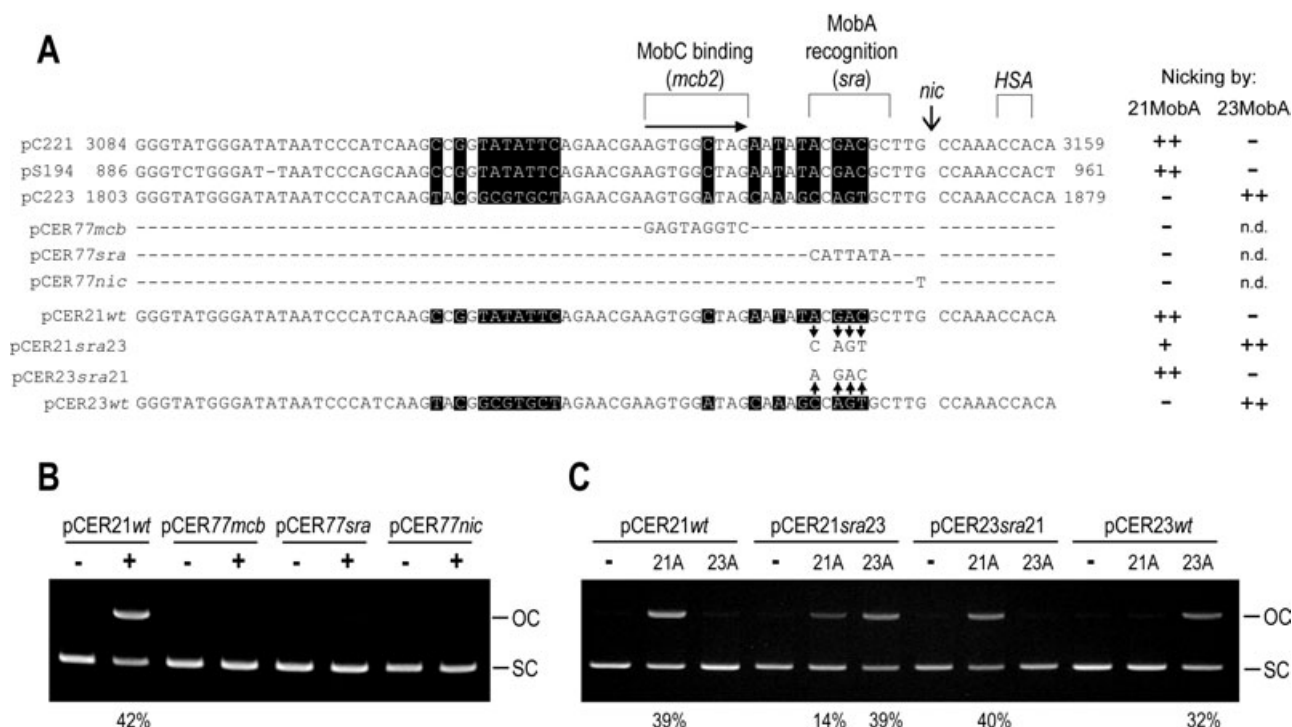 A
MobC binding
(mcb2)
MobA
recognition
(sra)
nic
HSA
Nicking by:
21MobA 23MobA
pC221 3084 GGGTATGGGATATAATCCCATCAAGCCGGTATATTCAGAACGAAGTGGCTAGAATATACGACGCTTG CCAAACCACA 3159 ++ -
pS194 886 GGGTCTGGGAT-TAATCCCAGCAAGCCGGTATATTCAGAACGAAGTGGCTAGAATATACGACGCTTG CCAAACCACT 961 ++ -
pC223 1803 GGGTATGGGATATAATCCCATCAAGTACGGCGTGCTAGAACGAAGTGGATAGCAAAGCCAGTGCTTG CCAAACCACA 1879 - ++
pCER77mcb ------------------------------------------GAGTAGGTC---------------- ---------- - n.d.
pCER77sra --------------------------------------------------------CATTATA---- ---------- - n.d.
pCER77nic ------------------------------------------------------------------T ---------- - n.d.
pCER21wt GGGTATGGGATATAATCCCATCAAGCCGGTATATTCAGAACGAAGTGGCTAGAATATACGACGCTTG CCAAACCACA ++ -
pCER21sra23 C AGT + ++
pCER23sra21 A GAC ++ -
pCER23wt GGGTATGGGATATAATCCCATCAAGTACGGCGTGCTAGAACGAAGTGGATAGCAAAGCCAGTGCTTG CCAAACCACA - ++
B
pCER21wt pCER77mcb pCER77sra pCER77nic
- + - + - + - +
OC
SC
42%
C
pCER21wt pCER21sra23 pCER23sra21 pCER23wt
- 21A 23A - 21A 23A - 21A 23A - 21A 23A
OC
SC
39% 14% 39% 40% 32%